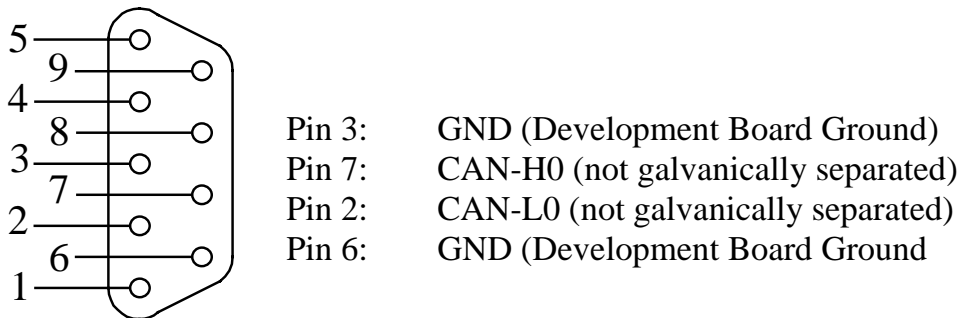 5
9
4
8
3
7
2
6
1
Pin 3: GND (Development Board Ground)
Pin 7: CAN-H0 (not galvanically separated)
Pin 2: CAN-L0 (not galvanically separated)
Pin 6: GND (Development Board Ground